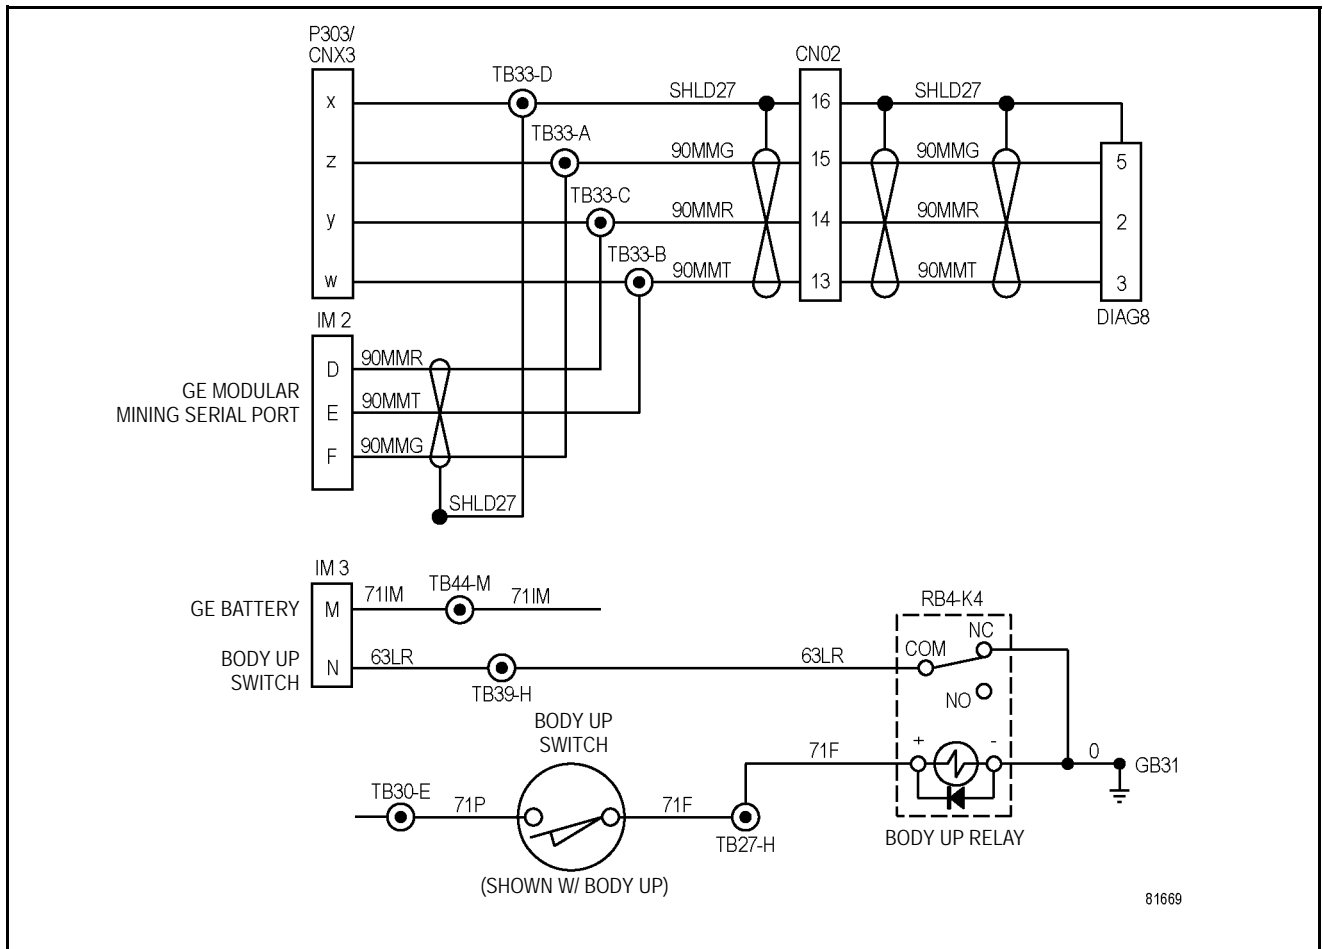 P303/
CNX3
CN02
TB33-D
SHLD27
SHLD27
x
16
TB33-A
90MMG
90MMG
z
15
5
TB33-C
90MMR
90MMR
y
14
2
TB33-B
90MMT
90MMT
w
13
3
DIAG8
IM 2
D
90MMR
GE MODULAR
MINING SERIAL PORT
E
90MMT
F
90MMG
SHLD27
IM 3
GE BATTERY
M
71IM
TB44-M
71IM
RB4-K4
NC
COM
BODY UP
SWITCH
N
63LR
63LR
TB39-H
NO
BODY UP
SWITCH
71F
+
-
0
GB31
TB30-E
71P
71F
TB27-H
BODY UP RELAY
(SHOWN W/ BODY UP)
81669